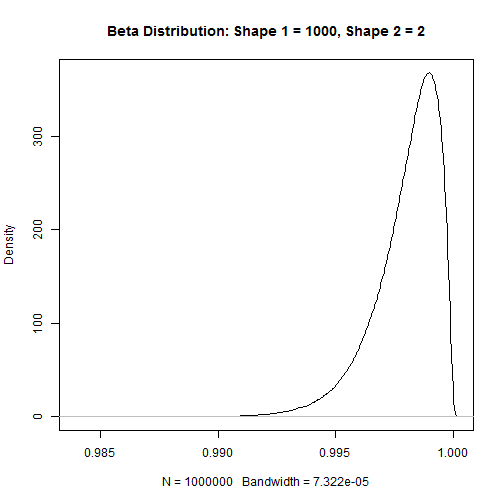 Beta Distribution: Shape 1 = 1000, Shape 2 = 2
Density
300
200
100
0
0.985 0.990 0.995 1.000
N = 1000000 Bandwidth = 7.322e-05